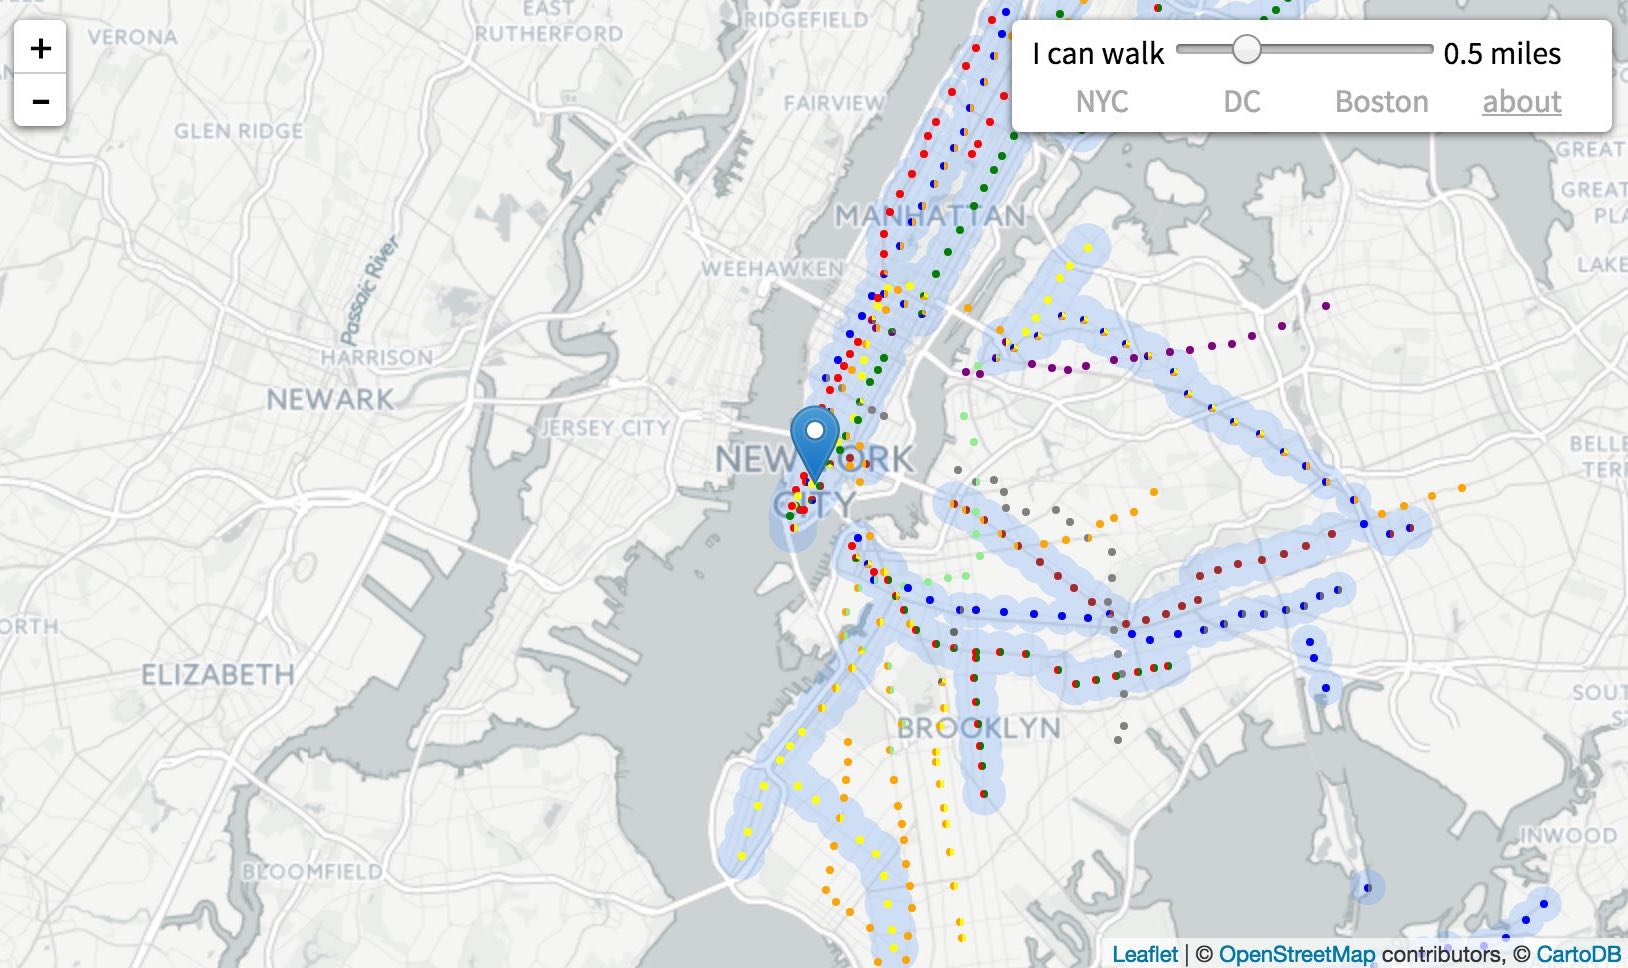 EAST
RUTHERFORD
RIDGEFIELD
VERONA
+
−
I can walk 0.5 miles
NYC DC Boston about
FAIRVIEW
GLEN RIDGE
GREAT
GREAT
MANHATTAN
Passaic River
WEEHAWKEN
LAKE
HARRISON
NEWARK
JERSEY CITY
NEW YORK
CITY
BELLE
TERR
ORTH
ELIZABETH
SOUT
BROOKLYN
INWOOD
BLOOMFIELD
Leaflet | © OpenStreetMap contributors, © CartoDB